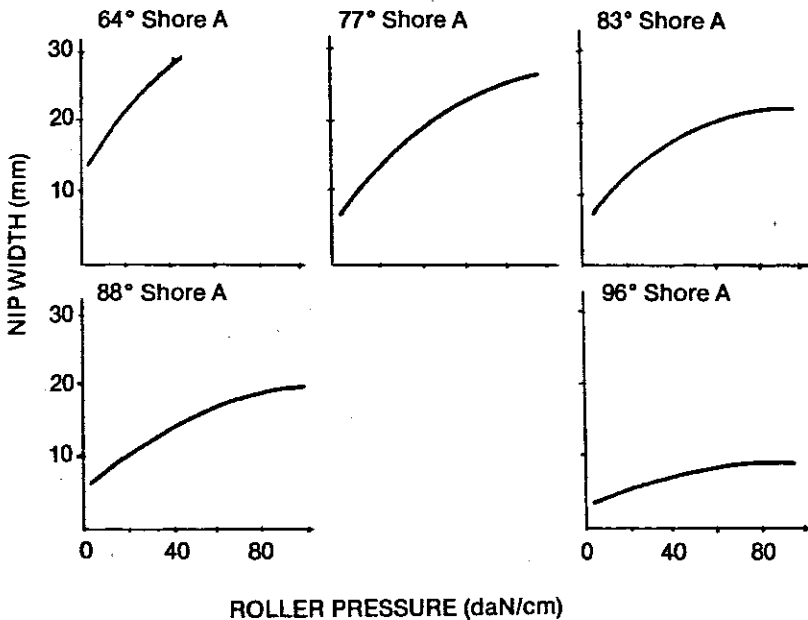 64° Shore A
77° Shore A
83° Shore A
30
20
10
NIP WIDTH (mm)
88° Shore A
96° Shore A
30
20
10
0 40 80
0 40 80
ROLLER PRESSURE (daN/cm)